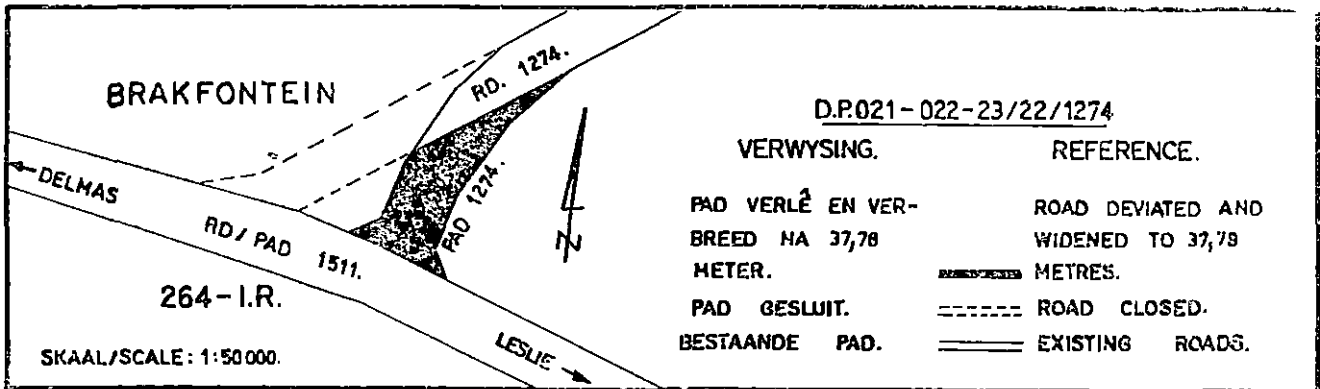 BRAKFONTEIN
RD. 1274.
PAD 1274.
DELMAS
RD/PAD 1511.
264-I.R.
LESLIE
SKAAL/SCALE: 1:50 000.
N
D.P.021-022-23/22/1274
VERWYSING. REFERENCE.
PAD VERLÊ EN VER- ROAD DEVIATED AND
BREED NA 37,78 WIDENED TO 37,78
METER. METRES.
PAD GESLUIT. ROAD CLOSED.
BESTAANDE PAD. EXISTING ROADS.